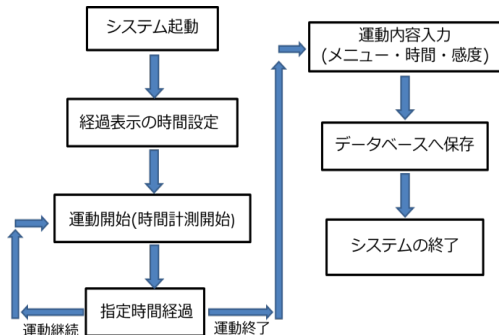 システム起動
経過表示の時間設定
運動開始(時間計測開始)
指定時間経過
運動継続
運動終了
運動内容入力
(メニュー・時間・感度)
データベースへ保存
システムの終了